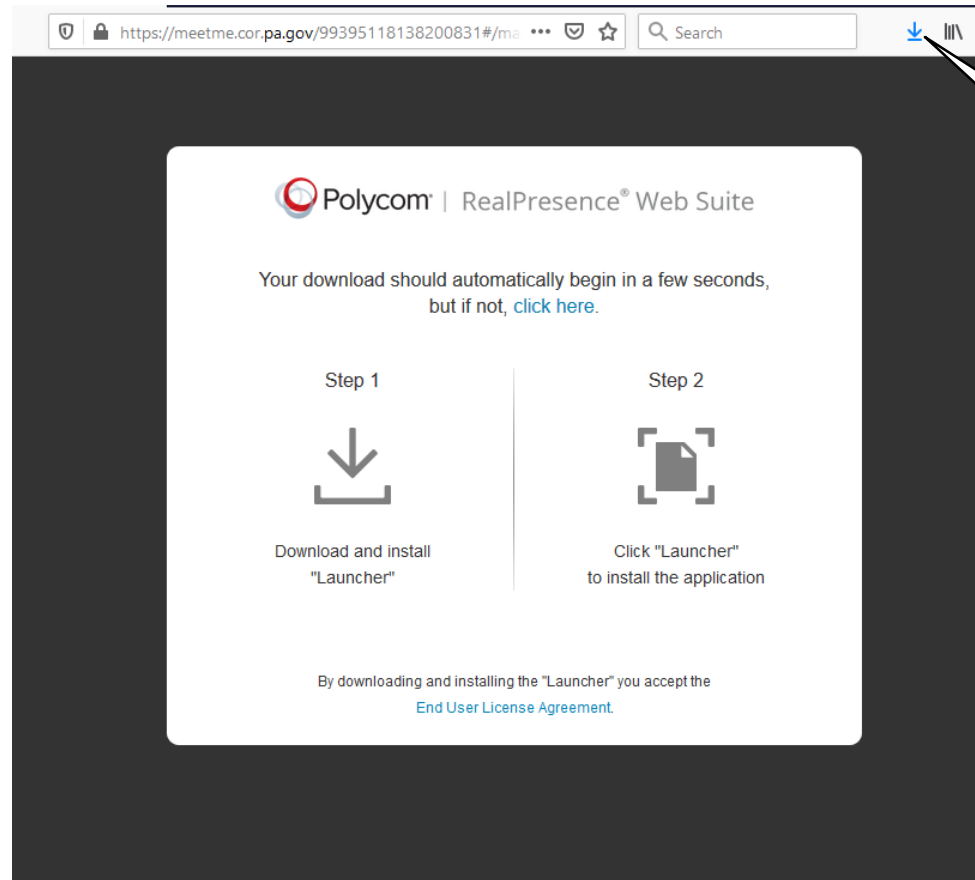 https://meetme.cor.pa.gov/99395118138200831#/ma
Search
Polycom® | RealPresence® Web Suite
Your download should automatically begin in a few seconds,
but if not, click here.
Step 1
Step 2
Download and install
"Launcher"
Click "Launcher"
to install the application
By downloading and installing the "Launcher" you accept the
End User License Agreement.